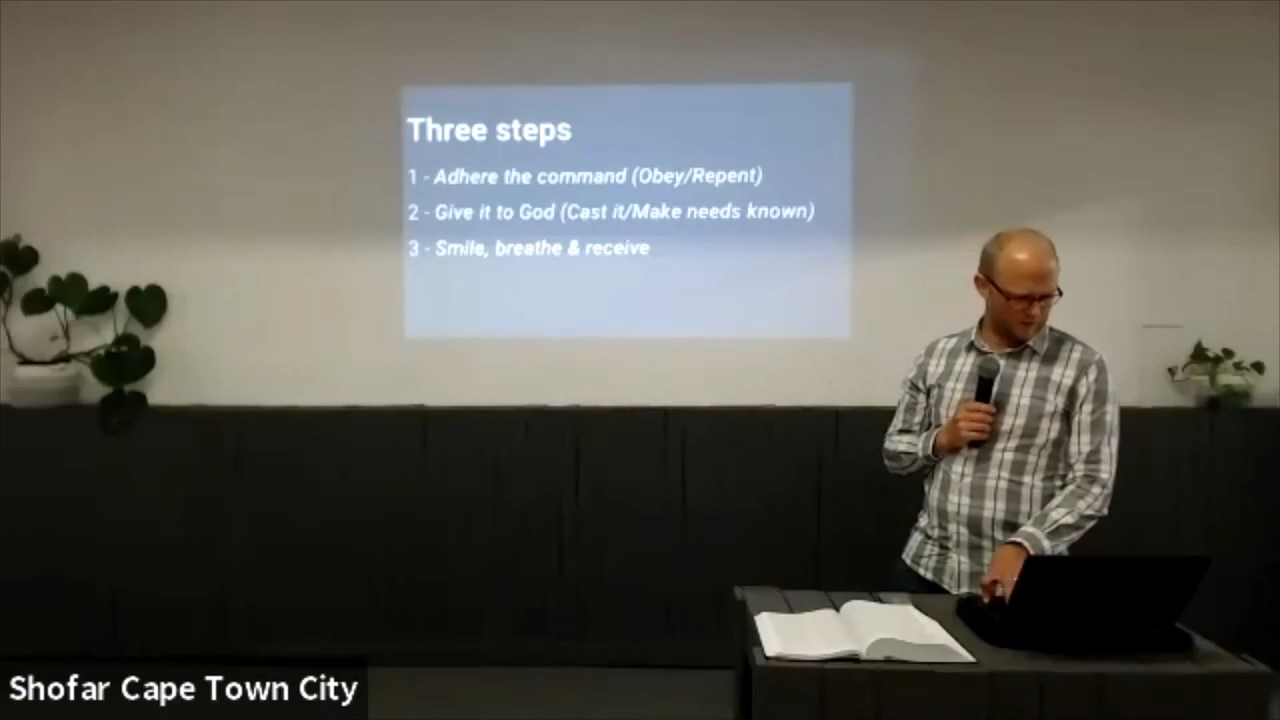 Three steps
1 - Adhere the command (Obey/Repent)
2 - Give it to God (Cast it/Make needs known)
3 - Smile, breathe & receive
Shofar Cape Town City